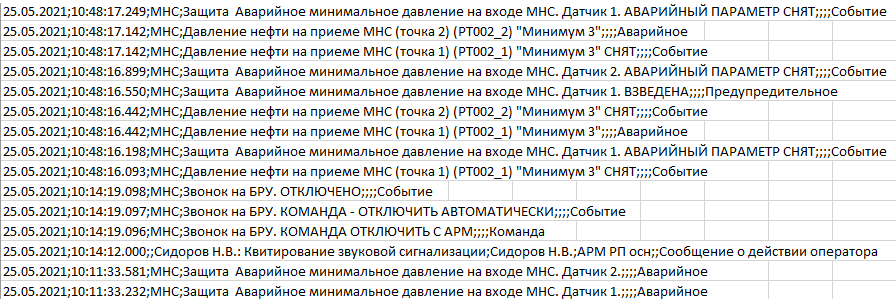 25.05.2021;10:48:17.249;МНС;Защита  Аварийное минимальное давление на входе МНС. Датчик 1. АВАРИЙНЫЙ ПАРАМЕТР СНЯТ;;;;Событие
25.05.2021;10:48:17.142;МНС;Давление нефти на приеме МНС (точка 2) (PT002_2) "Минимум 3";;;;Аварийное
25.05.2021;10:48:17.142;МНС;Давление нефти на приеме МНС (точка 1) (PT002_1) "Минимум 3" СНЯТ;;;;Событие
25.05.2021;10:48:16.899;МНС;Защита  Аварийное минимальное давление на входе МНС. Датчик 2. АВАРИЙНЫЙ ПАРАМЕТР СНЯТ;;;;Событие
25.05.2021;10:48:16.550;МНС;Защита  Аварийное минимальное давление на входе МНС. Датчик 1. ВЗВЕДЕНА;;;;Предупредительное
25.05.2021;10:48:16.442;МНС;Давление нефти на приеме МНС (точка 2) (PT002_2) "Минимум 3" СНЯТ;;;;Событие
25.05.2021;10:48:16.442;МНС;Давление нефти на приеме МНС (точка 1) (PT002_1) "Минимум 3";;;;Аварийное
25.05.2021;10:48:16.198;МНС;Защита  Аварийное минимальное давление на входе МНС. Датчик 1. АВАРИЙНЫЙ ПАРАМЕТР СНЯТ;;;;Событие
25.05.2021;10:48:16.093;МНС;Давление нефти на приеме МНС (точка 1) (PT002_1) "Минимум 3" СНЯТ;;;;Событие
25.05.2021;10:14:19.098;МНС;Звонок на БРУ. ОТКЛЮЧЕНО;;;;Событие
25.05.2021;10:14:19.097;МНС;Звонок на БРУ. КОМАНДА - ОТКЛЮЧИТЬ АВТОМАТИЧЕСКИ;;;;Событие
25.05.2021;10:14:19.096;МНС;Звонок на БРУ. КОМАНДА ОТКЛЮЧИТЬ С АРМ;;;;Команда
25.05.2021;10:14:12.000;;Сидоров Н.В.: Квитирование звуковой сигнализации;Сидоров Н.В.;АРМ РП осн;;Сообщение о действии оператора
25.05.2021;10:11:33.581;МНС;Защита  Аварийное минимальное давление на входе МНС. Датчик 2.;;;;Аварийное
25.05.2021;10:11:33.232;МНС;Защита  Аварийное минимальное давление на входе МНС. Датчик 1.;;;;Аварийное